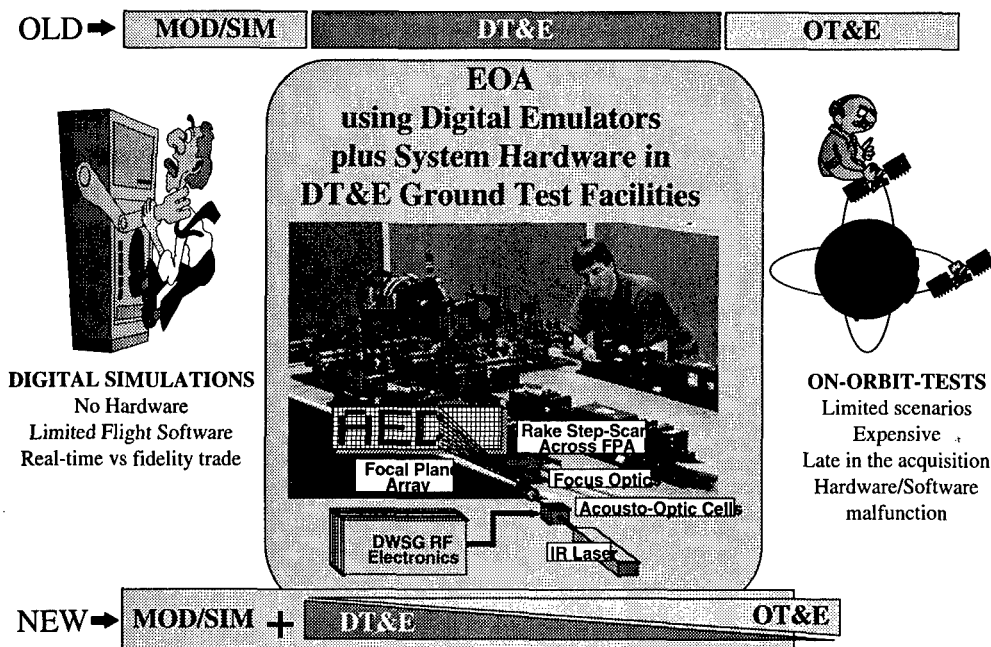 OLD MOD/SIM DT&E OT&E
EOA
using Digital Emulators
plus System Hardware in
DT&E Ground Test Facilities
DIGITAL SIMULATIONS
No Hardware
Limited Flight Software
Real-time vs fidelity trade
AED
Rake Step-Scan
Across FPA
Focal Plane
Array
Focus Optics
Acousto-Optic Cells
DWSG RF
Electronics
IR Laser
ON-ORBIT-TESTS
Limited scenarios
Expensive
Late in the acquisition
Hardware/Software
malfunction
NEW MOD/SIM + DT&E OT&E